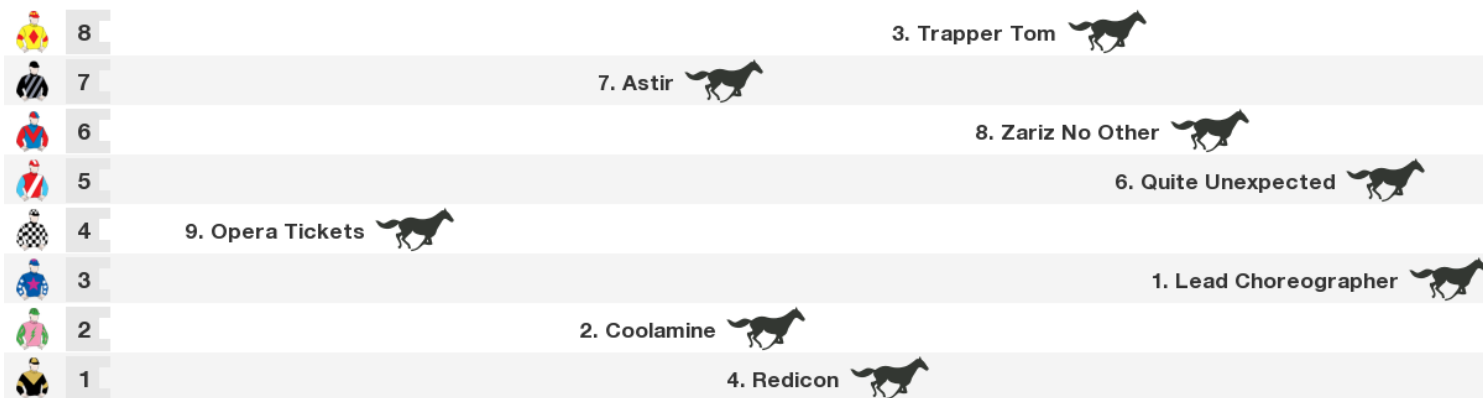 8 3. Trapper Tom
7 7. Astir
6 8. Zariz No Other
5 6. Quite Unexpected
4 9. Opera Tickets
3 1. Lead Choreographer
2 2. Coolamine
1 4. Redicon